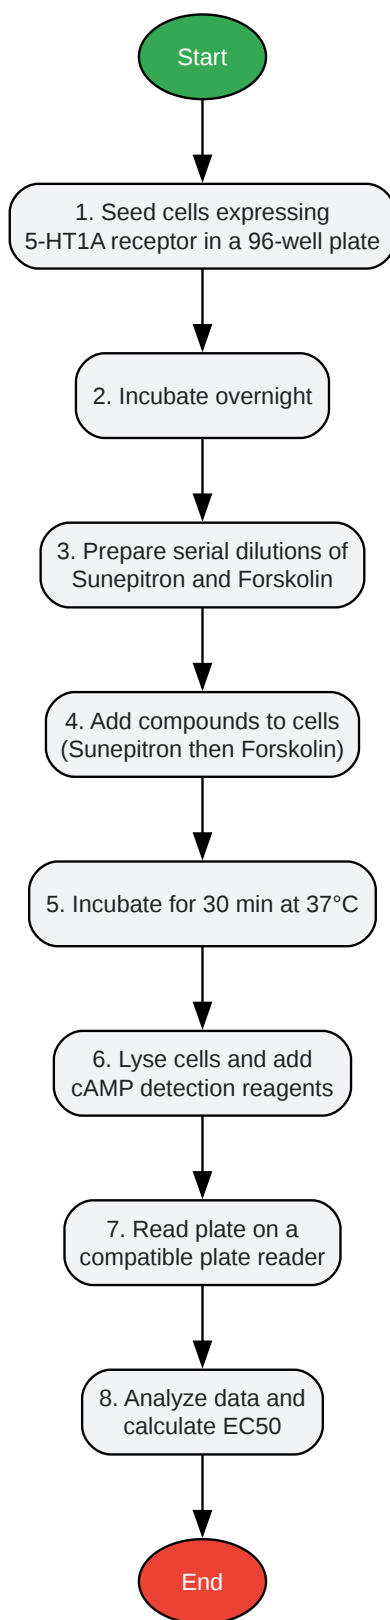 Start
1. Seed cells expressing
5-HT1A receptor in a 96-well plate
2. Incubate overnight
3. Prepare serial dilutions of
Sunepitron and Forskolin
4. Add compounds to cells
(Sunepitron then Forskolin)
5. Incubate for 30 min at 37°C
6. Lyse cells and add
cAMP detection reagents
7. Read plate on a
compatible plate reader
8. Analyze data and
calculate EC50
End